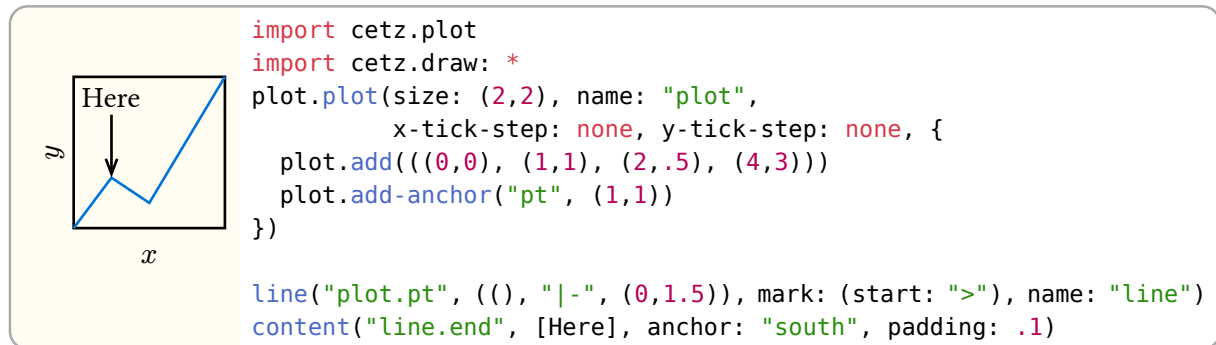 Here
y
x
import cetz.plot
import cetz.draw: *
plot.plot(size: (2,2), name: "plot",
          x-tick-step: none, y-tick-step: none, {
  plot.add(((0,0), (1,1), (2,.5), (4,3)))
  plot.add-anchor("pt", (1,1))
})

line("plot.pt", ((), "|-", (0,1.5)), mark: (start: ">"), name: "line")
content("line.end", [Here], anchor: "south", padding: .1)